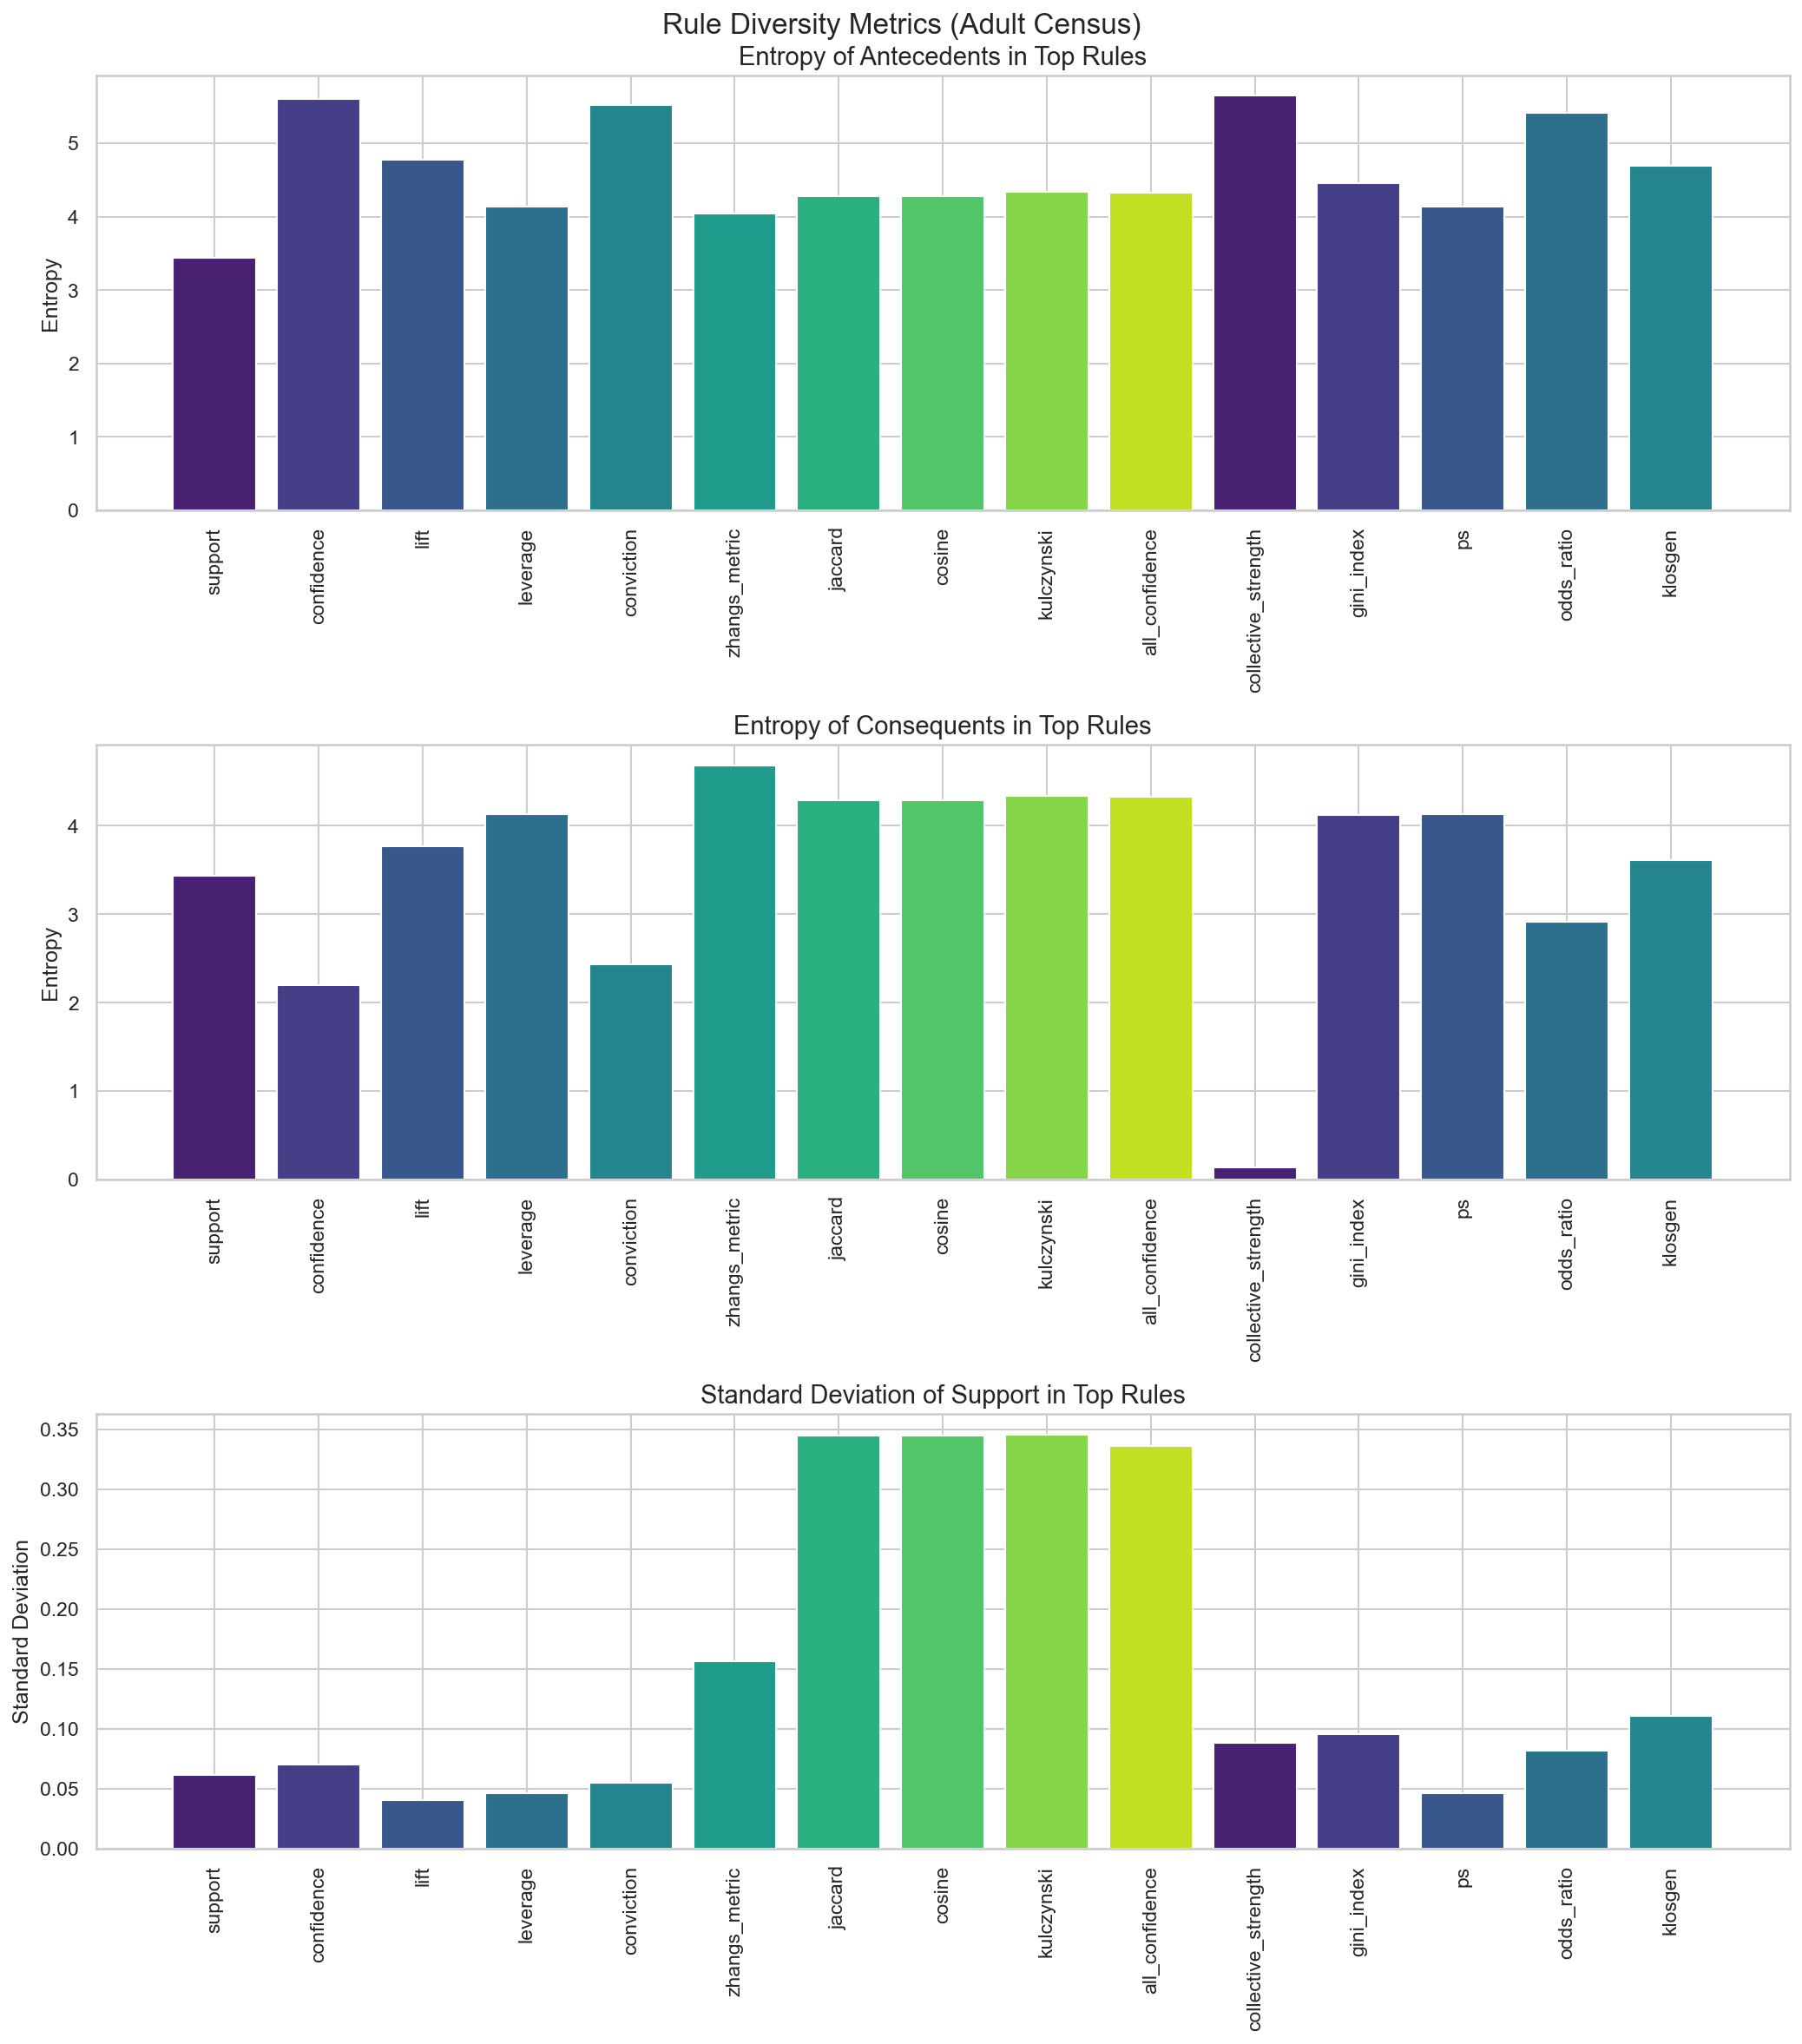 Rule Diversity Metrics (Adult Census)
Entropy of Antecedents in Top Rules
Entropy
5
4
3
2
1
0
support
confidence
lift
leverage
conviction
zhangs_metric
jaccard
cosine
kulczynski
all_confidence
collective_strength
gini_index
ps
odds_ratio
klosgen
Entropy of Consequents in Top Rules
Entropy
4
3
2
1
0
support
confidence
lift
leverage
conviction
zhangs_metric
jaccard
cosine
kulczynski
all_confidence
collective_strength
gini_index
ps
odds_ratio
klosgen
Standard Deviation of Support in Top Rules
Standard Deviation
0.35
0.30
0.25
0.20
0.15
0.10
0.05
0.00
support
confidence
lift
leverage
conviction
zhangs_metric
jaccard
cosine
kulczynski
all_confidence
collective_strength
gini_index
ps
odds_ratio
klosgen